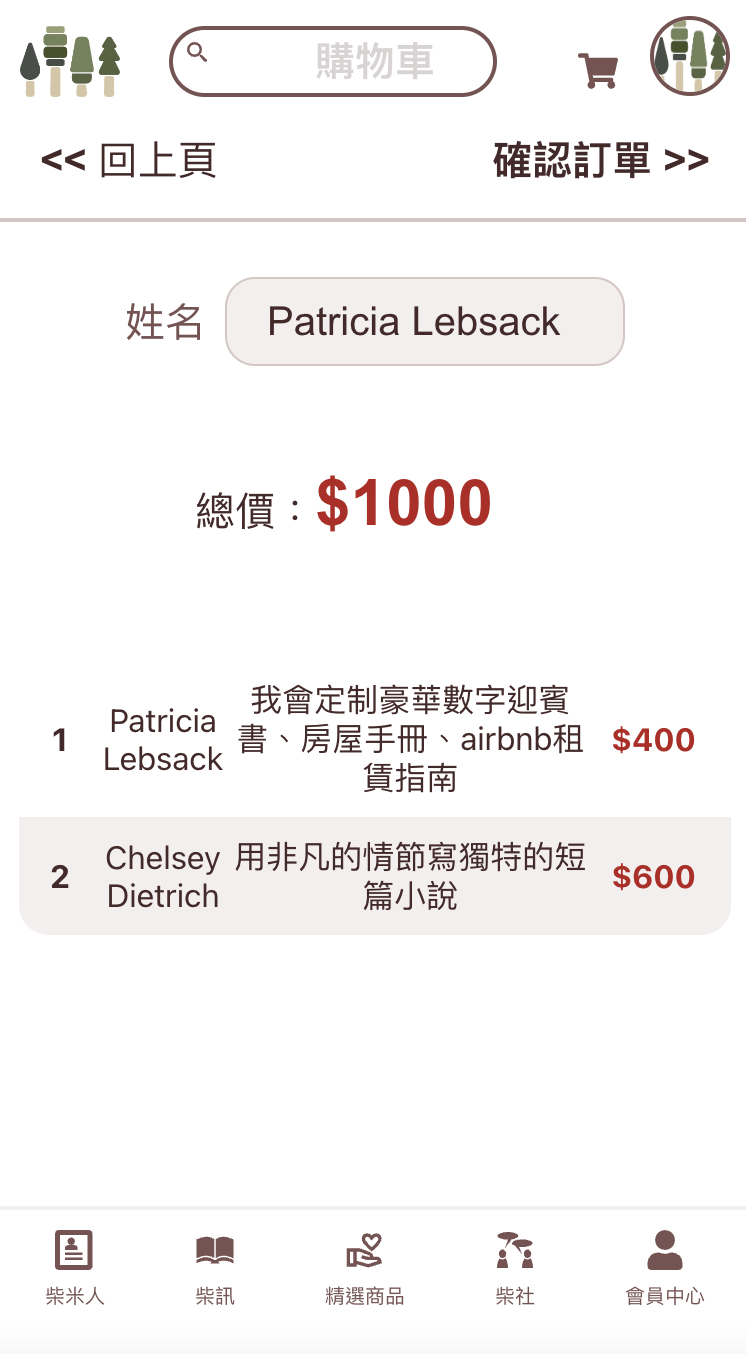 購物車
<< 回上頁
確認訂單 >>
姓名
Patricia Lebsack
總價：$1000
1
Patricia
Lebsack
我會定制豪華數字迎賓
書、房屋手冊、airbnb租
賃指南
$400
2
Chelsey
Dietrich
用非凡的情節寫獨特的短
篇小說
$600
柴米人
柴訊
精選商品
柴社
會員中心